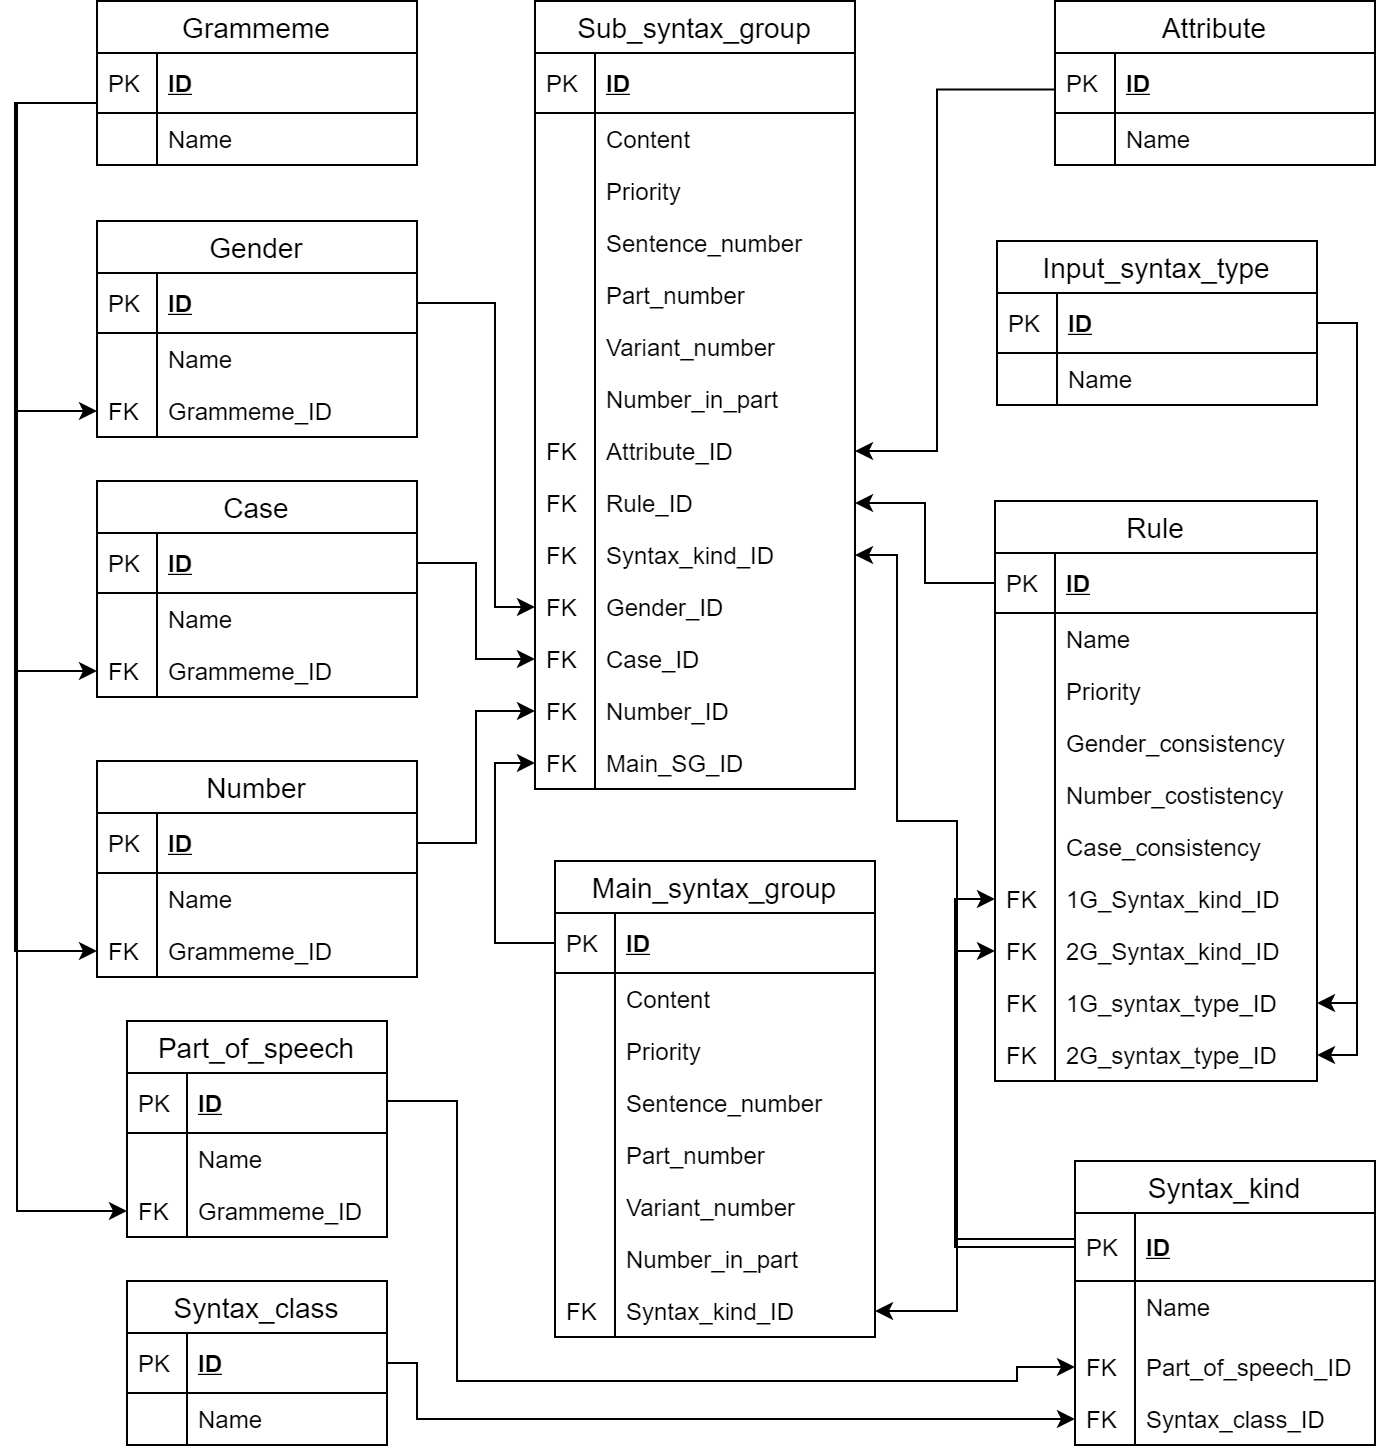 Grammeme
PK ID
Name
Gender
PK ID
Name
FK Grammeme_ID
Case
PK ID
Name
FK Grammeme_ID
Number
PK ID
Name
FK Grammeme_ID
Part_of_speech
PK ID
Name
FK Grammeme_ID
Syntax_class
PK ID
Name
Sub_syntax_group
PK ID
Content
Priority
Sentence_number
Part_number
Variant_number
Number_in_part
FK Attribute_ID
FK Rule_ID
FK Syntax_kind_ID
FK Gender_ID
FK Case_ID
FK Number_ID
FK Main_SG_ID
Main_syntax_group
PK ID
Content
Priority
Sentence_number
Part_number
Variant_number
Number_in_part
FK Syntax_kind_ID
Attribute
PK ID
Name
Input_syntax_type
PK ID
Name
Rule
PK ID
Name
Priority
Gender_consistency
Number_costistency
Case_consistency
FK 1G_Syntax_kind_ID
FK 2G_Syntax_kind_ID
FK 1G_syntax_type_ID
FK 2G_syntax_type_ID
Syntax_kind
PK ID
Name
FK Part_of_speech_ID
FK Syntax_class_ID